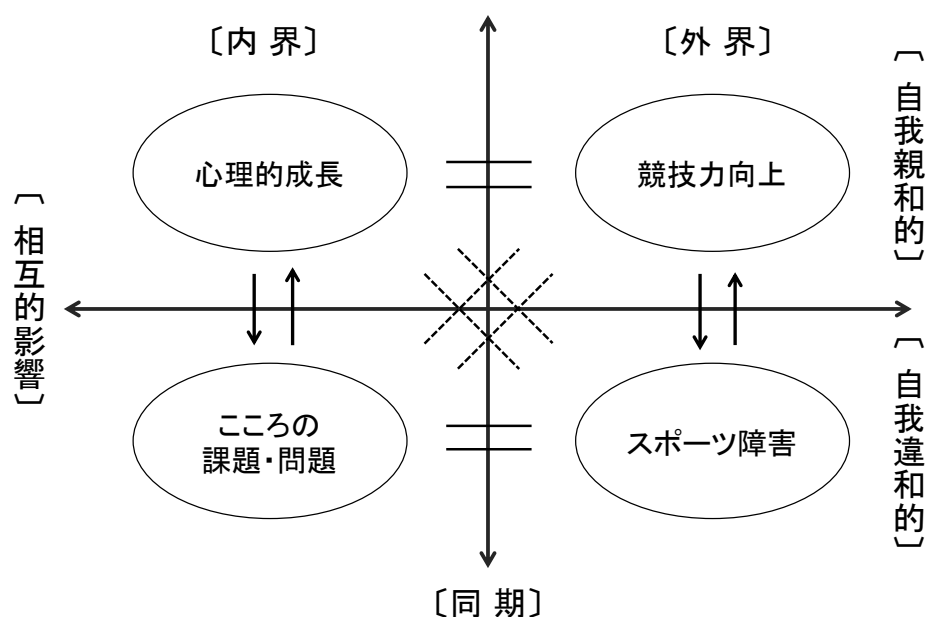 〔内 界〕
〔外 界〕
〔自我親和的〕
心理的成長
競技力向上
〔相互的影響〕
こころの
課題・問題
スポーツ障害
〔自我違和的〕
〔同 期〕